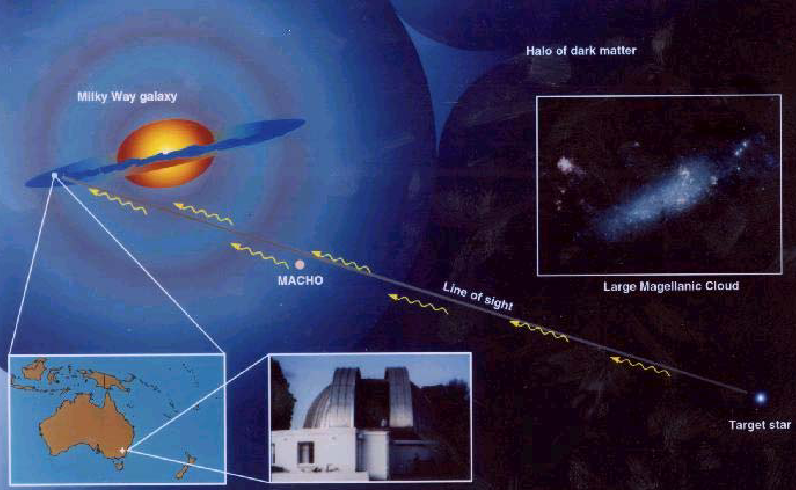 Halo of dark matter
Milky Way galaxy
MACHO
Line of sight
Large Magellanic Cloud
Target star